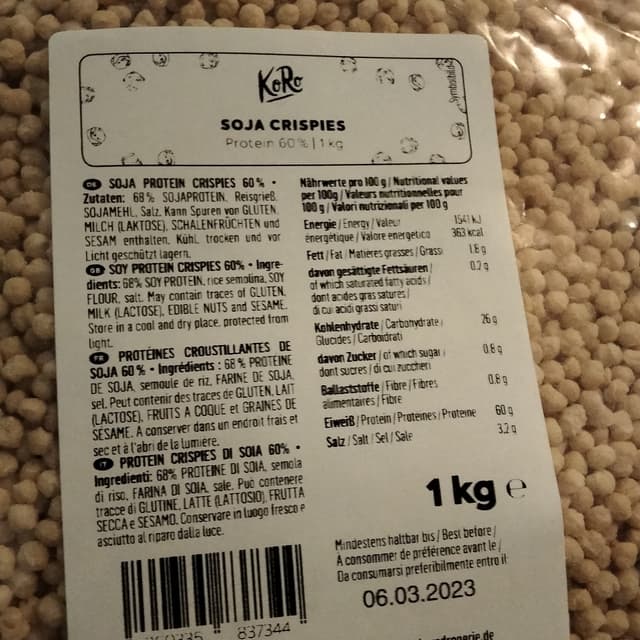 KoRo
Symbolbild
SOJA CRISPIES
Protein 60% | 1kg
DE SOJA PROTEIN CRISPIES 60% •
Zutaten: 68% SOJAPROTEIN, Reisgrieß,
SOJAMEHL, Salz. Kann Spuren von GLUTEN,
MILCH (LAKTOSE), SCHALENFRÜCHTEN und
SESAM enthalten. Kühl, trocken und vor
Licht geschützt lagern.
GB SOY PROTEIN CRISPIES 60% • Ingre-
dients: 68% SOY PROTEIN, rice semolina, SOY
FLOUR, salt. May contain traces of GLUTEN,
MILK (LACTOSE), EDIBLE NUTS and SESAME.
Store in a cool and dry place, protected from
light.
FR PROTÉINES CROUSTILLANTES DE
SOJA 60% • Ingrédients : 68 % PROTÉINE
DE SOJA, semoule de riz, FARINE DE SOJA,
sel. Peut contenir des traces de GLUTEN, LAIT
(LACTOSE), FRUITS A COQUE et GRAINES DE
SÉSAME. A conserver dans un endroit frais et
sec et à l'abri de la lumière.
IT PROTEIN CRISPIES DI SOIA 60% •
Ingredienti: 68% PROTEINE DI SOIA, semola
di riso, FARINA DI SOIA, sale. Può contenere
tracce di GLUTINE, LATTE (LATTOSIO), FRUTTA
SECCA e SESAMO. Conservare in luogo fresco e
asciutto al riparo dalla luce.
Nährwerte pro 100 g / Nutritional values
per 100g / Valeurs nutritionnelles pour
100 g / Valori nutrizionali per 100 g
Energie / Energy / Valeur 1541 kJ
énergétique / Valore energetico 363 kcal
Fett / Fat / Matières grasses / Grassi 1.8 g
davon gesättigte Fettsäuren / 0.2 g
of which saturated fatty acids /
dont acides gras saturés /
di cui acidi grassi saturi
Kohlenhydrate / Carbohydrate / 26 g
Glucides / Carboidrati
davon Zucker / of which sugar / 0.8 g
dont sucres / di cui zuccheri
Ballaststoffe / Fibre / Fibres 0.8 g
alimentaires / Fibre
Eiweiß / Protein / Protéines / Proteine 60 g
Salz / Salt / Sel / Sale 3.2 g
1 kg e
Mindestens haltbar bis / Best before /
À consommer de préférence avant le /
Da consumarsi preferibilmente entro il:
06.03.2023
837344